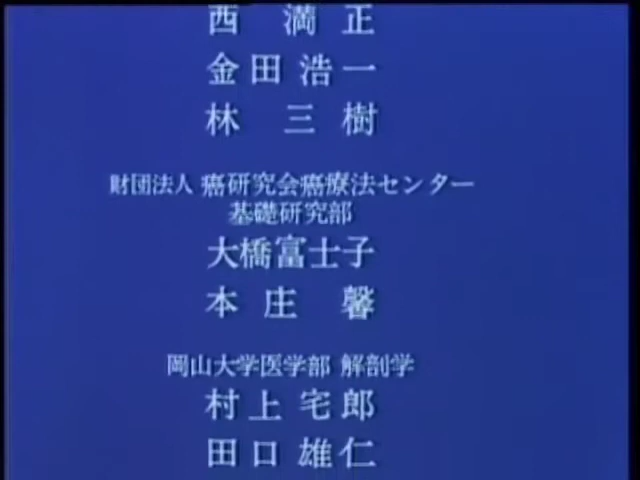 西 満 正
金田浩一
林 三 樹
財団法人 癌研究会癌療法センター
基礎研究部
大橋富士子
本庄 馨
岡山大学医学部 解剖学
村上宅郎
田口雄仁